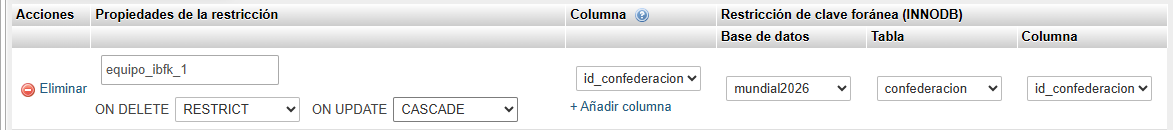 Acciones Propiedades de la restricción Columna Restricción de clave foránea (INNODB)
Base de datos Tabla Columna
equipo_ibfk_1
Eliminar id_confederacion mundial2026 confederacion id_confederacion
ON DELETE RESTRICT ON UPDATE CASCADE + Añadir columna